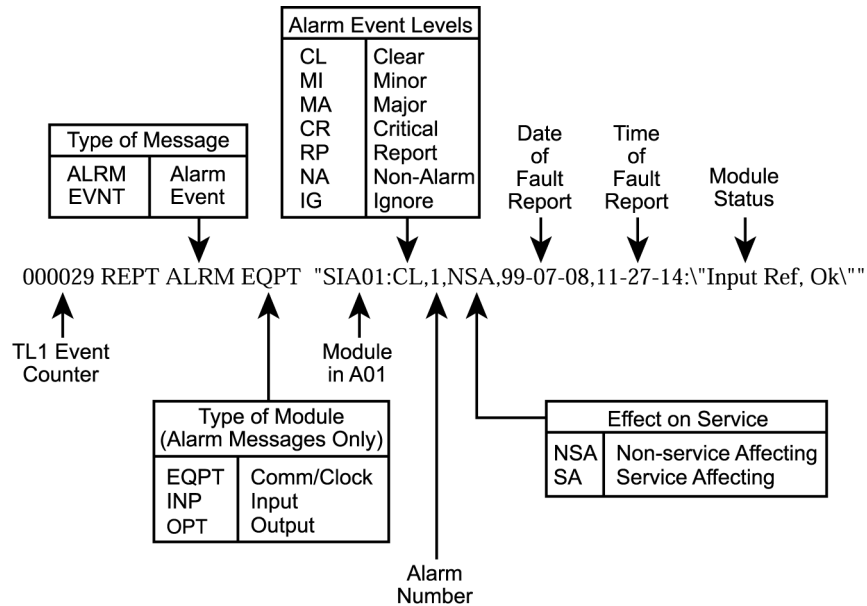 Alarm Event Levels
CL Clear
MI Minor
MA Major
CR Critical
RP Report
NA Non-Alarm
IG Ignore
Type of Message
ALRM Alarm
EVNT Event
Date
of
Fault
Report
Time
of
Fault
Report
Module
Status
000029 REPT ALRM EQPT "SIA01:CL,1,NSA,99-07-08,11-27-14:\"Input Ref, Ok\""
TL1 Event
Counter
Module
in A01
Type of Module
(Alarm Messages Only)
EQPT Comm/Clock
INP Input
OPT Output
Effect on Service
NSA Non-service Affecting
SA Service Affecting
Alarm
Number